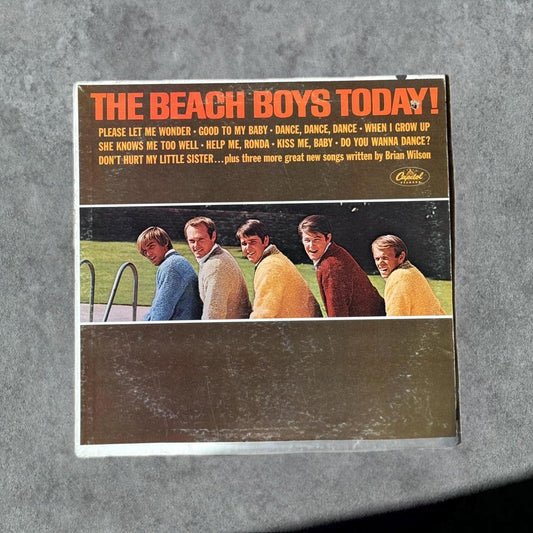 THE BEACH BOYS TODAY!
PLEASE LET ME WONDER • GOOD TO MY BABY • DANCE, DANCE, DANCE • WHEN I GROW UP
SHE KNOWS ME TOO WELL • HELP ME, RONDA • KISS ME, BABY • DO YOU WANNA DANCE?
DON'T HURT MY LITTLE SISTER...plus three more great new songs written by Brian Wilson
Capitol
RECORDS